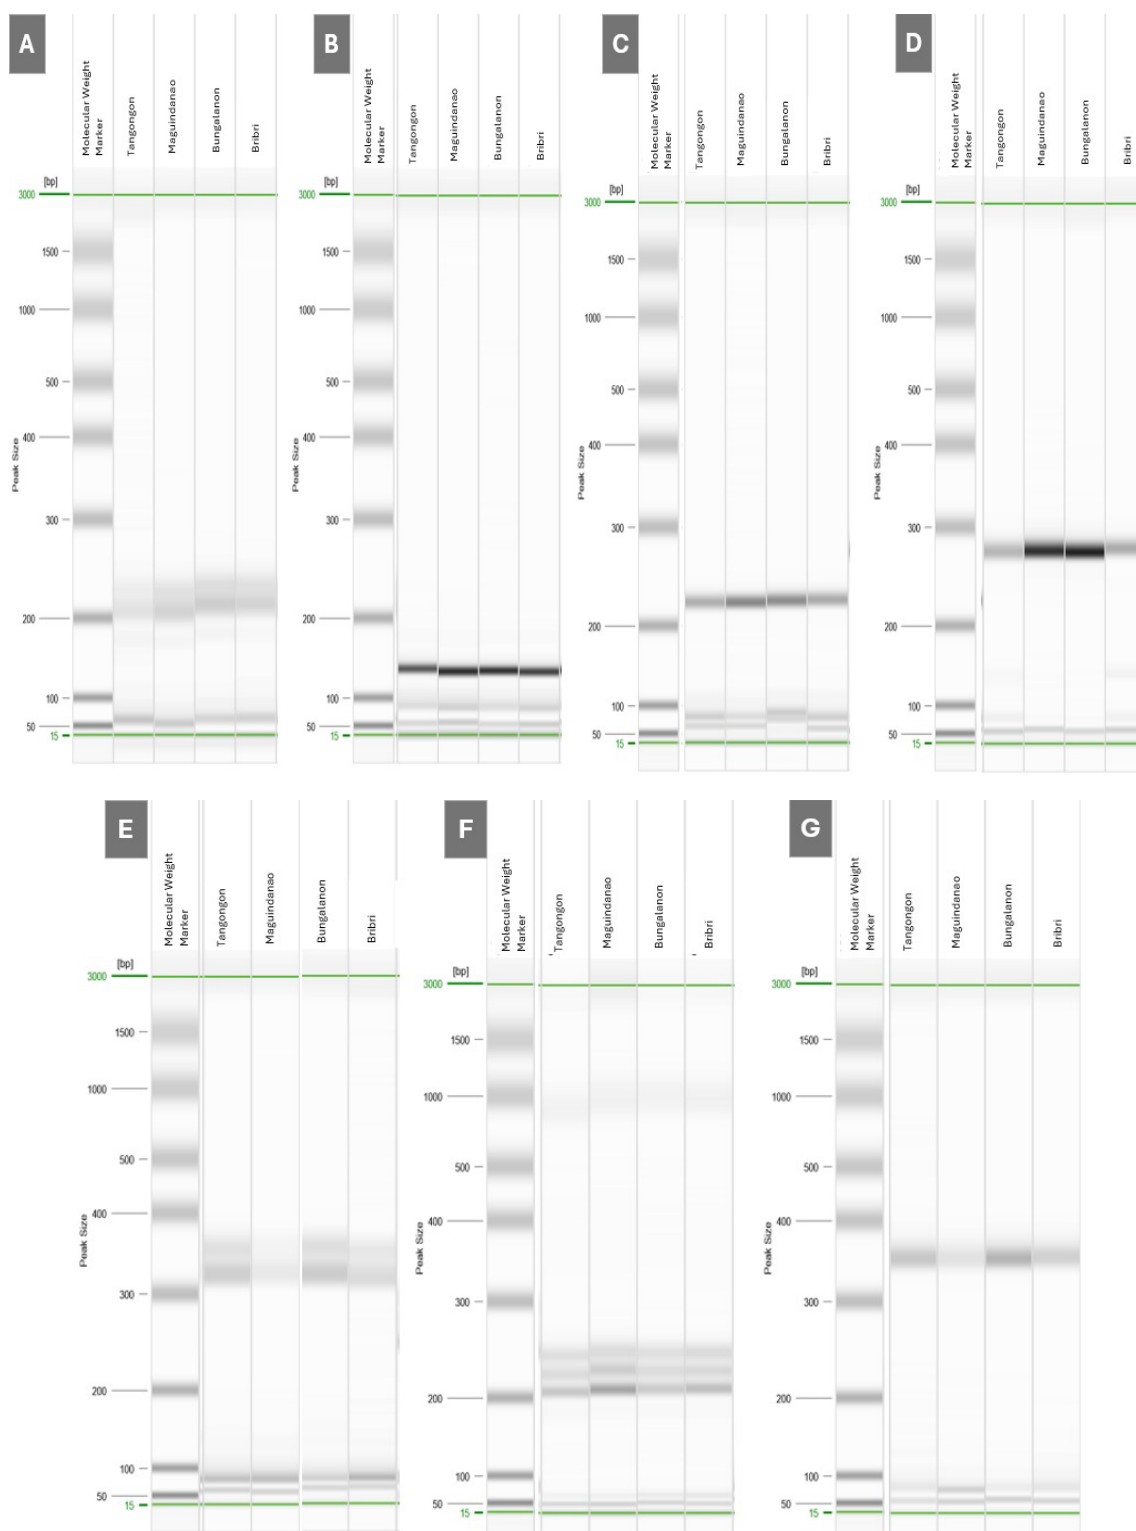 A
Molecular Weight
Marker
Tangongon
Maguindanao
Bungalanon
Bribri
[bp]
3000
1500
1000
500
400
300
200
100
50
15
Peak Size
B
Molecular Weight
Marker
Tangongon
Maguindanao
Bungalanon
Bribri
[bp]
3000
1500
1000
500
400
300
200
100
50
15
Peak Size
C
Molecular Weight
Marker
Tangongon
Maguindanao
Bungalanon
Bribri
[bp]
3000
1500
1000
500
400
300
200
100
50
15
Peak Size
D
Molecular Weight
Marker
Tangongon
Maguindanao
Bungalanon
Bribri
[bp]
3000
1500
1000
500
400
300
200
100
50
15
Peak Size
E
Molecular Weight
Marker
Tangongon
Maguindanao
Bungalanon
Bribri
[bp]
3000
1500
1000
500
400
300
200
100
50
15
Peak Size
F
Molecular Weight
Marker
Tangongon
Maguindanao
Bungalanon
Bribri
[bp]
3000
1500
1000
500
400
300
200
100
50
15
Peak Size
G
Molecular Weight
Marker
Tangongon
Maguindanao
Bungalanon
Bribri
[bp]
3000
1500
1000
500
400
300
200
100
50
15
Peak Size